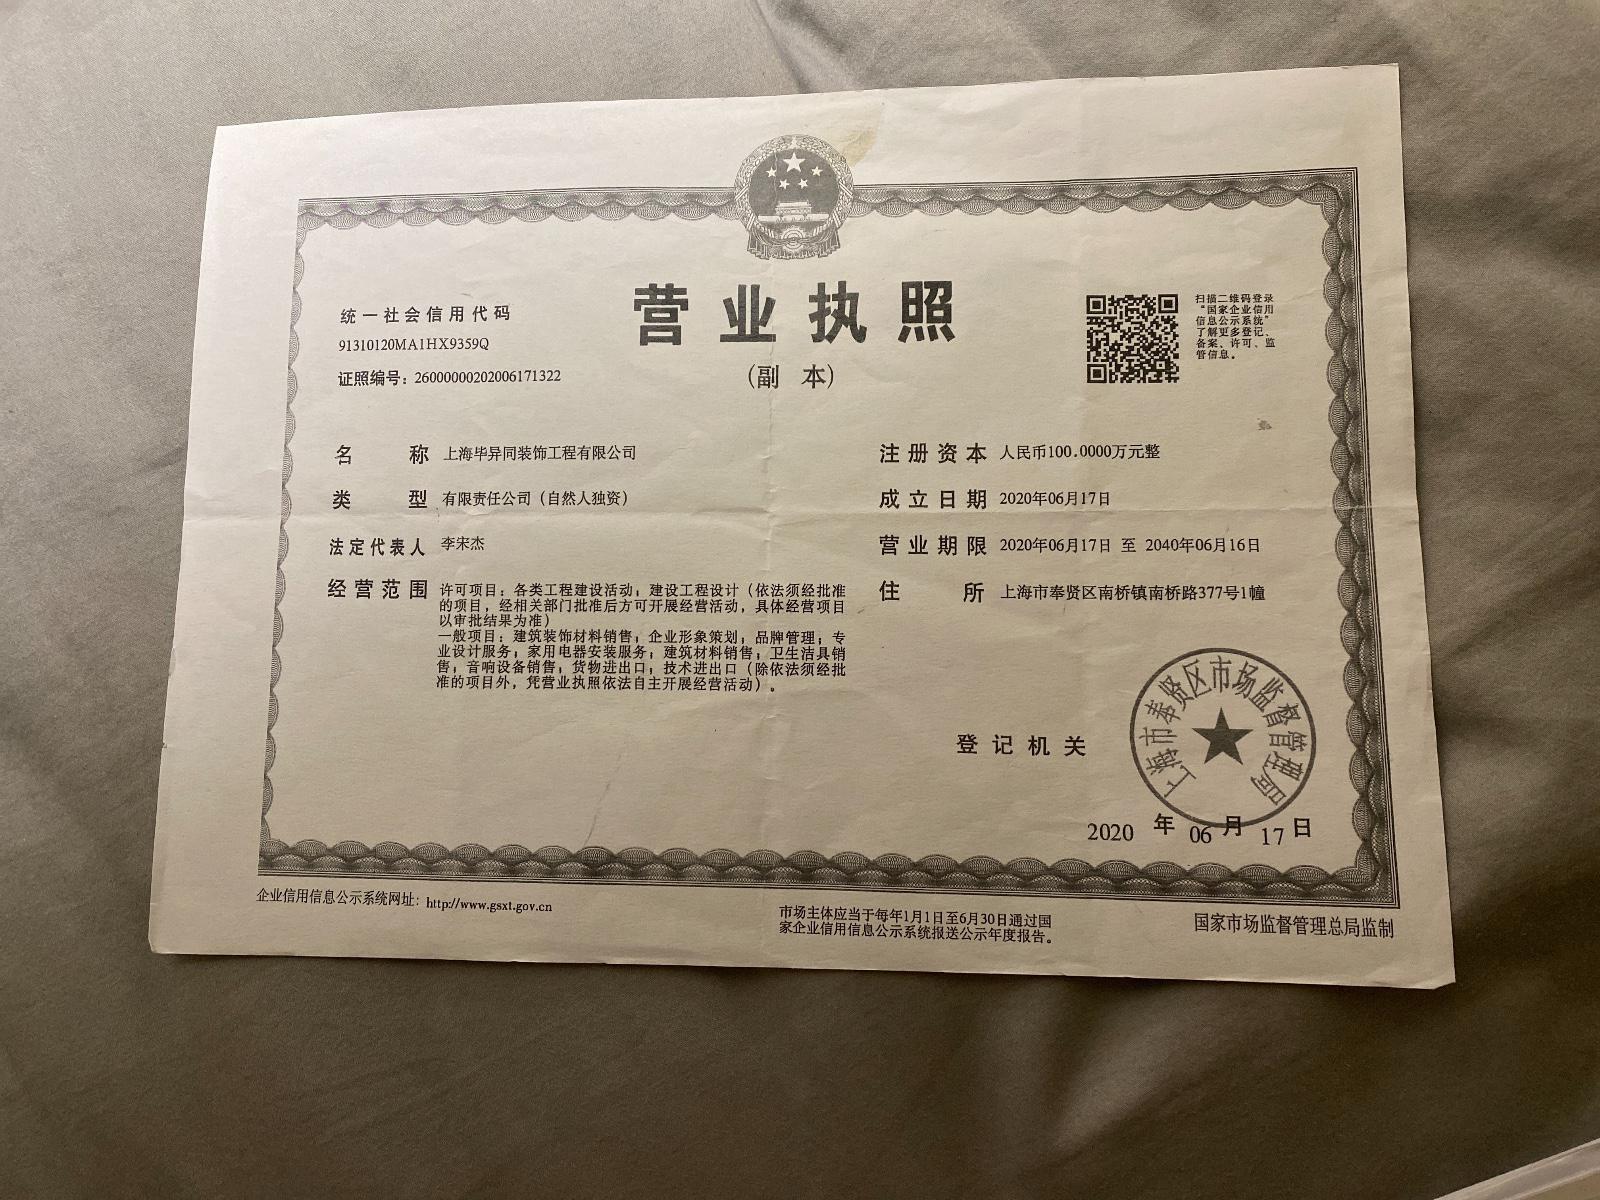 营业执照
（副 本）
统一社会信用代码
91310120MA1HX9359Q
证照编号：26000000202006171322
扫描二维码登录
“国家企业信用
信息公示系统”
了解更多登记、
备案、许可、监
管信息。
名 称 上海毕异同装饰工程有限公司
类 型 有限责任公司（自然人独资）
法定代表人 李宋杰
经营范围 许可项目：各类工程建设活动；建设工程设计（依法须经批准
的项目，经相关部门批准后方可开展经营活动，具体经营项目
以审批结果为准）
一般项目：建筑装饰材料销售；企业形象策划；品牌管理；专
业设计服务；家用电器安装服务；建筑材料销售；卫生洁具销
售；音响设备销售；货物进出口；技术进出口（除依法须经批
准的项目外，凭营业执照依法自主开展经营活动）。
注册资本 人民币100.0000万元整
成立日期 2020年06月17日
营业期限 2020年06月17日 至 2040年06月16日
住 所 上海市奉贤区南桥镇南桥路377号1幢
登记机关
上海市奉贤区市场监督管理局
2020 年 06 月 17 日
企业信用信息公示系统网址：http://www.gsxt.gov.cn
市场主体应当于每年1月1日至6月30日通过国
家企业信用信息公示系统报送公示年度报告。
国家市场监督管理总局监制